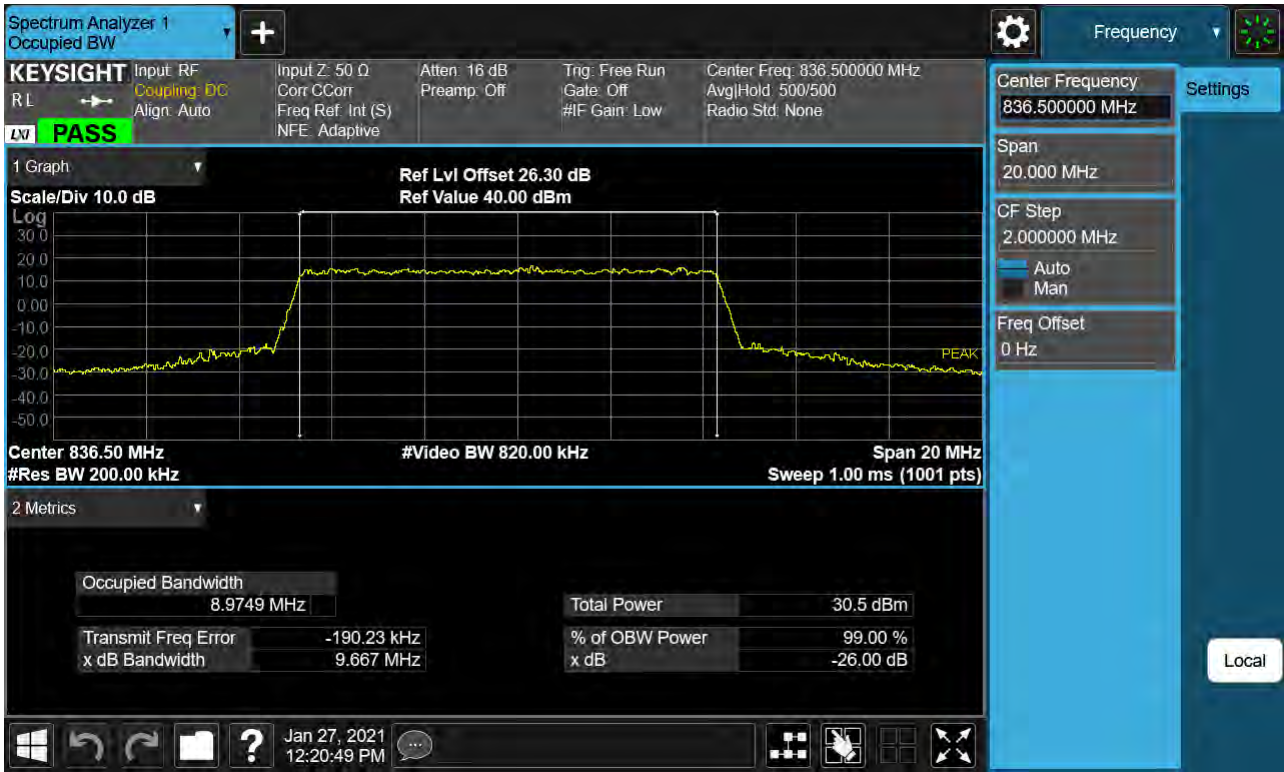 Spectrum Analyzer 1
Occupied BW
+
Frequency
KEYSIGHT
R L
LXI
PASS
Input: RF
Coupling: DC
Align: Auto
Input Z: 50 Ω
Corr CCorr
Freq Ref: Int (S)
NFE: Adaptive
Atten: 16 dB
Preamp: Off
Trig: Free Run
Gate: Off
#IF Gain: Low
Center Freq: 836.500000 MHz
Avg|Hold: 500/500
Radio Std: None
Center Frequency
836.500000 MHz
Settings
Span
20.000 MHz
CF Step
2.000000 MHz
Auto
Man
Freq Offset
0 Hz
Local
1 Graph
Scale/Div 10.0 dB
Ref Lvl Offset 26.30 dB
Ref Value 40.00 dBm
Log
30.0
20.0
10.0
0.00
-10.0
-20.0
-30.0
-40.0
-50.0
PEAK
Center 836.50 MHz
#Video BW 820.00 kHz
Span 20 MHz
#Res BW 200.00 kHz
Sweep 1.00 ms (1001 pts)
2 Metrics
Occupied Bandwidth
8.9749 MHz
Total Power 30.5 dBm
Transmit Freq Error -190.23 kHz
% of OBW Power 99.00 %
x dB Bandwidth 9.667 MHz
x dB -26.00 dB
?
Jan 27, 2021
12:20:49 PM